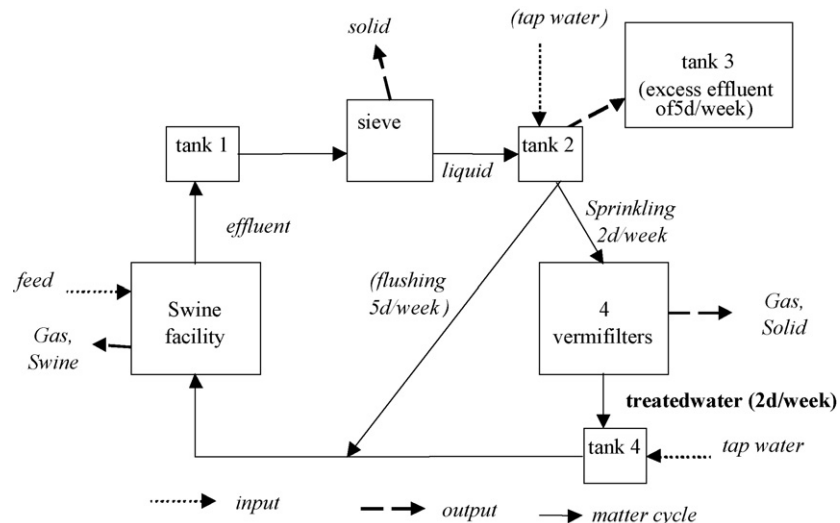 solid
(tap water)
tank 3
(excess effluent
of5d/week)
sieve
tank 1
tank 2
liquid
effluent
Sprinkling
2d/week
feed
(flushing
5d/week)
Swine
facility
4
vermifilters
Gas,
Solid
Gas,
Swine
treatedwater (2d/week)
tank 4
tap water
input
output
matter cycle